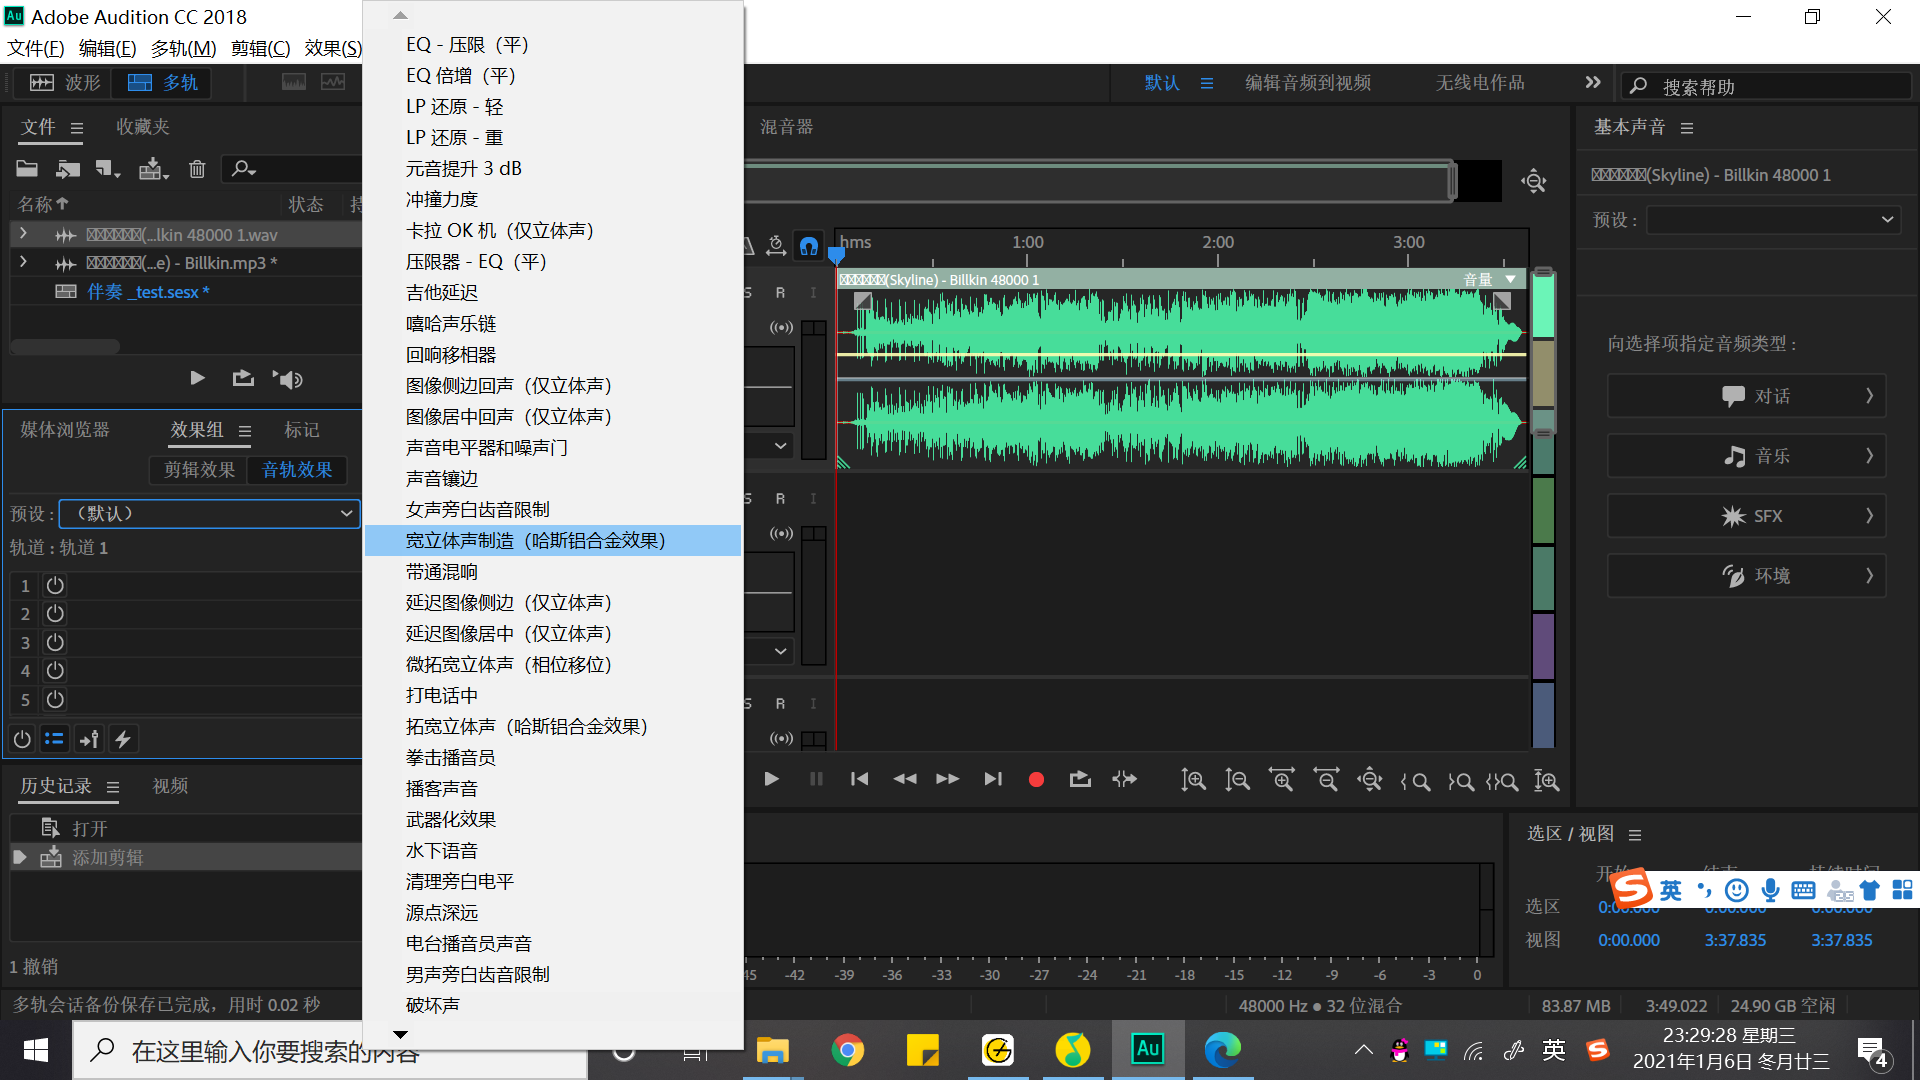 Adobe Audition CC 2018
文件(F) 编辑(E) 多轨(M) 剪辑(C) 效果(S)
波形 多轨
默认 编辑音频到视频 无线电作品
搜索帮助
文件 收藏夹
混音器
基本声音
(Skyline) - Billkin 48000 1
预设：
名称 状态
(...lkin 48000 1.wav
(...e) - Billkin.mp3 *
伴奏 _test.sesx *
hms 1:00 2:00 3:00
(Skyline) - Billkin 48000 1 音量
S R I
S R I
S R I
向选择项指定音频类型：
对话
音乐
SFX
环境
媒体浏览器 效果组 标记
剪辑效果 音轨效果
预设： （默认）
轨道：轨道 1
1
2
3
4
5
EQ - 压限（平）
EQ 倍增（平）
LP 还原 - 轻
LP 还原 - 重
元音提升 3 dB
冲撞力度
卡拉 OK 机（仅立体声）
压限器 - EQ（平）
吉他延迟
嘻哈声乐链
回响移相器
图像侧边回声（仅立体声）
图像居中回声（仅立体声）
声音电平器和噪声门
声音镶边
女声旁白齿音限制
宽立体声制造（哈斯铝合金效果）
带通混响
延迟图像侧边（仅立体声）
延迟图像居中（仅立体声）
微拓宽立体声（相位移位）
打电话中
拓宽立体声（哈斯铝合金效果）
拳击播音员
播客声音
武器化效果
水下语音
清理旁白电平
源点深远
电台播音员声音
男声旁白齿音限制
破坏声
历史记录 视频
打开
添加剪辑
1 撤销
多轨会话备份保存已完成，用时 0.02 秒
-42 -39 -36 -33 -30 -27 -24 -21 -18 -15 -12 -9 -6 -3 0
选区 / 视图
选区 0:00.000 0:00.000 0:00.000
视图 0:00.000 3:37.835 3:37.835
英
48000 Hz ● 32 位混合 83.87 MB 3:49.022 24.90 GB 空闲
在这里输入你要搜索的内容
Au
英
23:29:28 星期三
2021年1月6日 冬月廿三
4